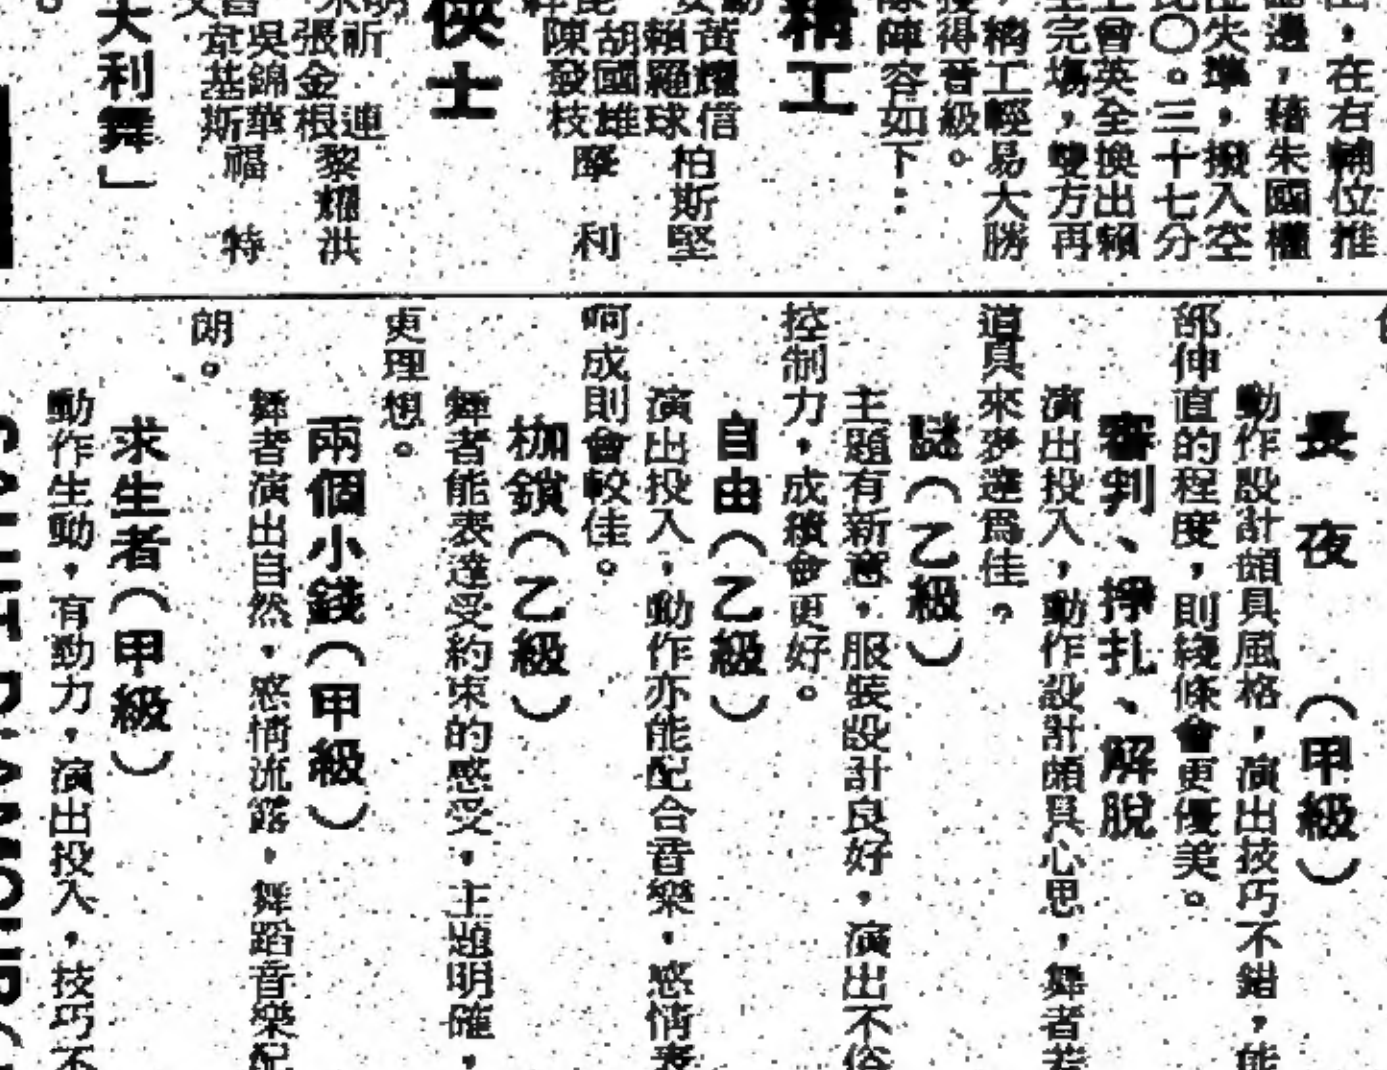 ,在右輔位推
邊,藉朱國權
位失準,撥入空
比〇。三十七分
會英全換出賴
完場,雙方再
,精工輕易大勝
獲得晉級。
陣容如下:
精工
黃耀信
柏斯堅
賴羅球
胡國雄
摩 利
陳發枝
俠士
祈 連
黎耀洪
張金根
吳錦華
福 特
韋基斯
大利舞」
長 夜 (甲級)
動作設計頗具風格,演出技巧不錯,能
部伸直的程度,則綫條會更優美。
審判、掙扎、解脫
演出投入,動作設計頗具心思,舞者若
道具來表達爲佳。
謎(乙級)
主題有新意,服裝設計良好,演出不俗
控制力,成績會更好。
自由(乙級)
演出投入,動作亦能配合音樂,感情表
呵成則會較佳。
枷鎖(乙級)
舞者能表達受約束的感受,主題明確,
更理想。
兩個小錢(甲級)
舞者演出自然,感情流露,舞蹈音樂配
朗。
求生者(甲級)
動作生動,有勁力,演出投入,技巧不